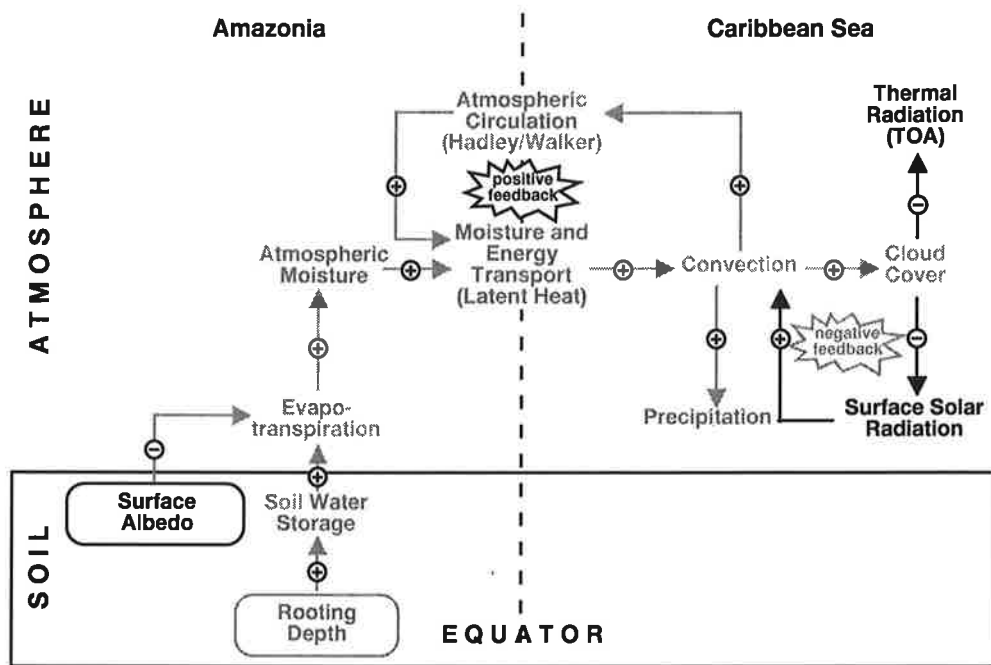 Amazonia
Caribbean Sea
ATMOSPHERE
Atmospheric
Circulation
(Hadley/Walker)
Thermal
Radiation
(TOA)
+
positive
feedback
+
−
Atmospheric
Moisture
+
Moisture and
Energy
Transport
(Latent Heat)
+
Convection
+
Cloud
Cover
+
+
+
negative
feedback
−
Evapo-
transpiration
Precipitation
Surface Solar
Radiation
−
SOIL
Surface
Albedo
+
Soil Water
Storage
+
Rooting
Depth
EQUATOR